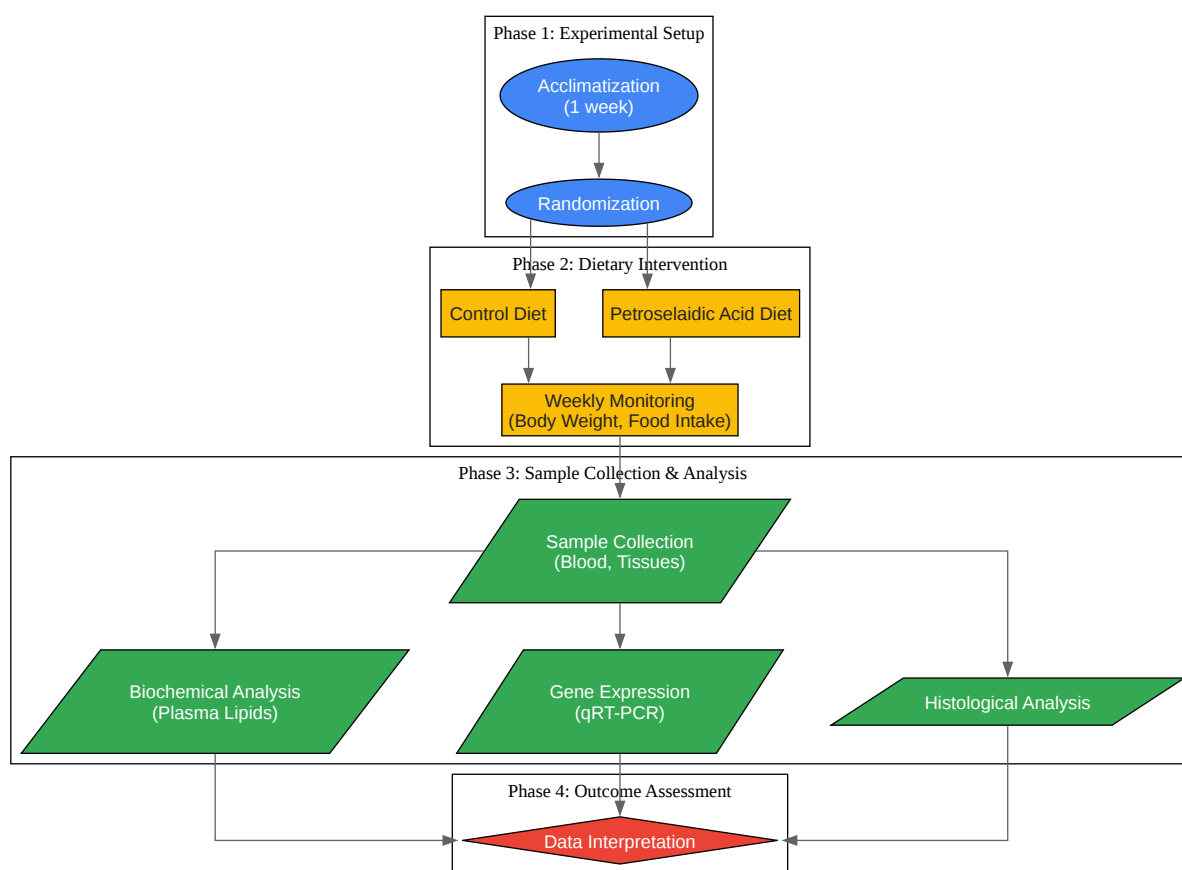 Phase 1: Experimental Setup
Acclimatization
(1 week)
Randomization
Phase 2: Dietary Intervention
Control Diet
Petroselaidic Acid Diet
Weekly Monitoring
(Body Weight, Food Intake)
Phase 3: Sample Collection & Analysis
Sample Collection
(Blood, Tissues)
Biochemical Analysis
(Plasma Lipids)
Gene Expression
(qRT-PCR)
Histological Analysis
Phase 4: Outcome Assessment
Data Interpretation